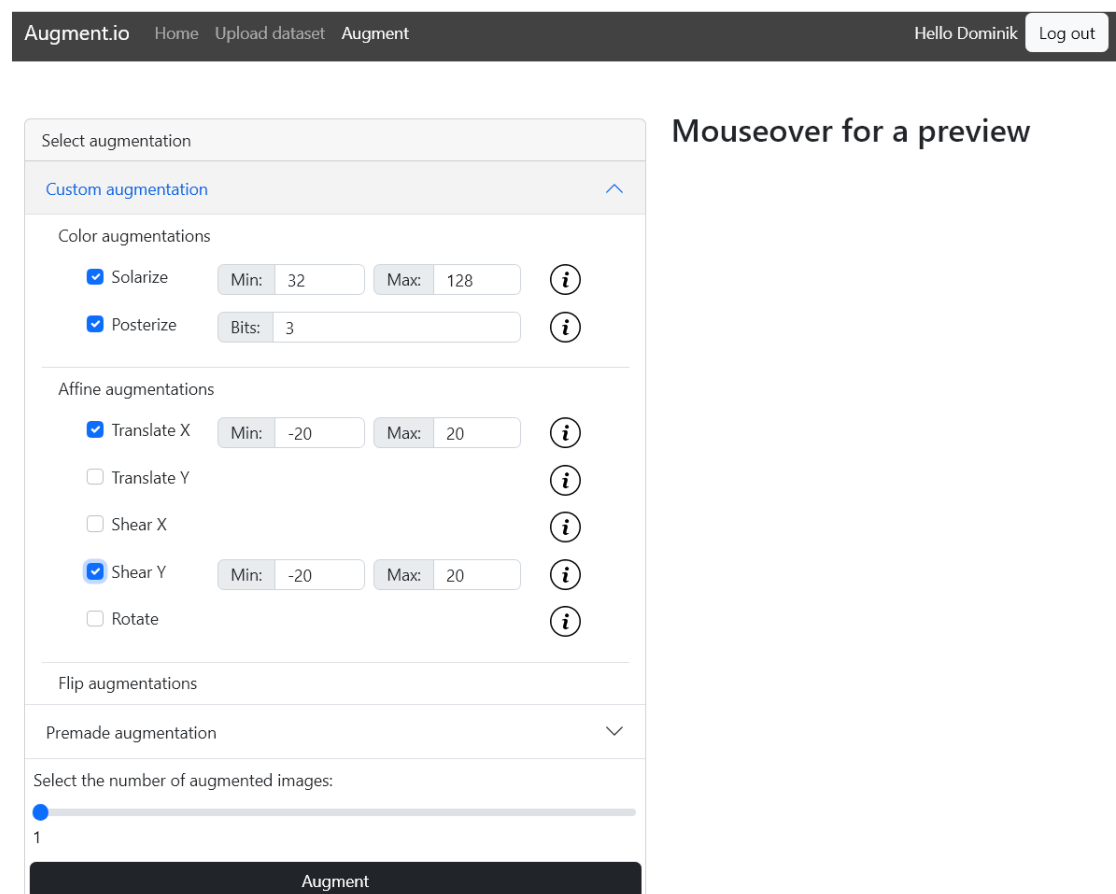 Augment.io Home Upload dataset Augment Hello Dominik Log out
Mouseover for a preview
Select augmentation
Custom augmentation
Color augmentations
Solarize Min: 32 Max: 128 i
Posterize Bits: 3 i
Affine augmentations
Translate X Min: -20 Max: 20 i
Translate Y i
Shear X i
Shear Y Min: -20 Max: 20 i
Rotate i
Flip augmentations
Premade augmentation
Select the number of augmented images:
1
Augment